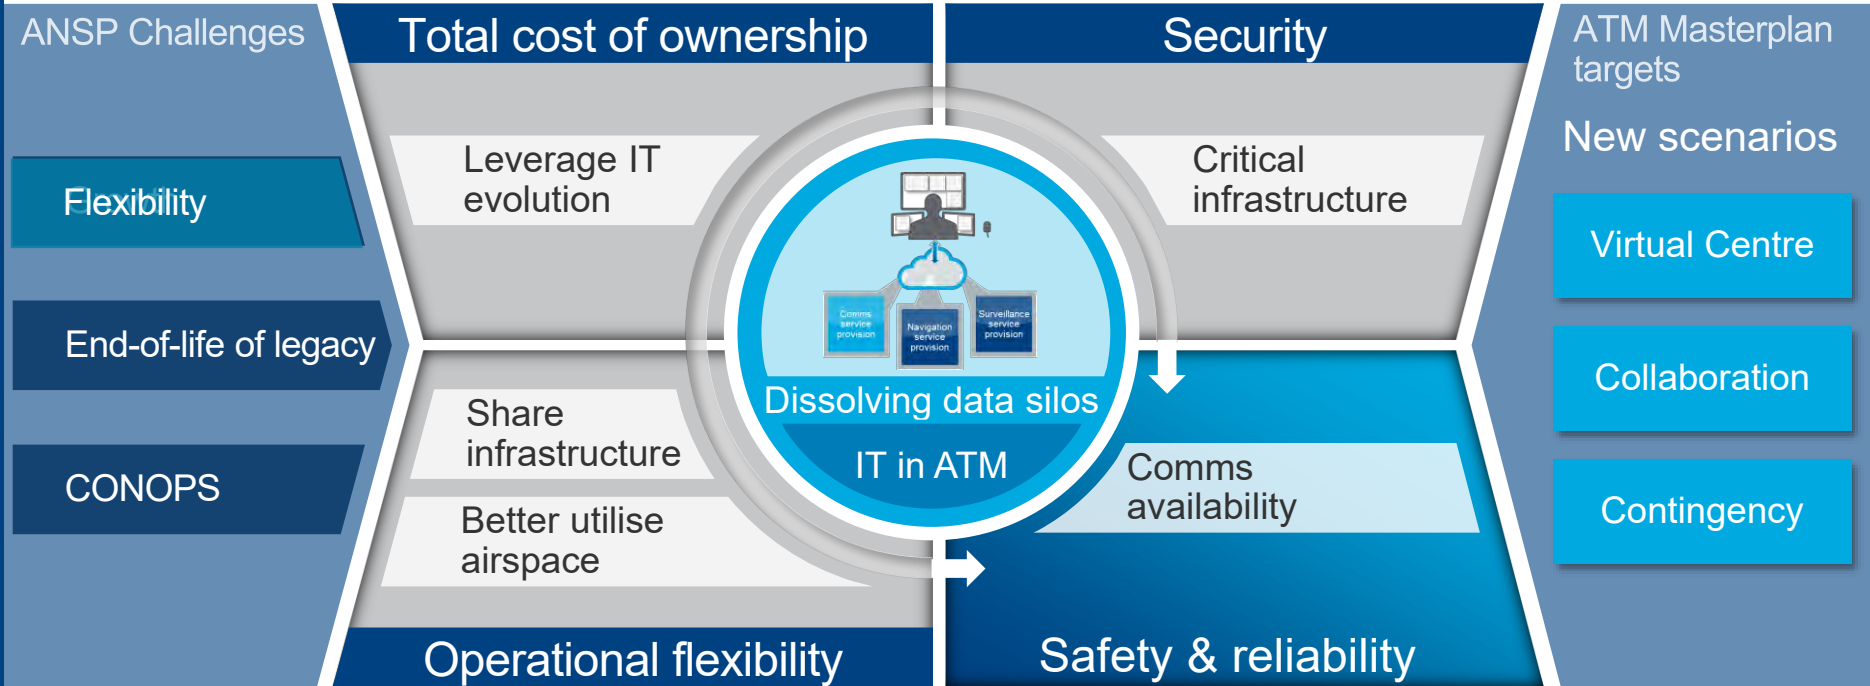 ANSP Challenges
Flexibility
End-of-life of legacy
CONOPS
Total cost of ownership
Leverage IT
evolution
Security
Critical
infrastructure
Comms
service
provision
Navigation
service
provision
Surveillance
service
provision
Dissolving data silos
IT in ATM
Share
infrastructure
Better utilise
airspace
Operational flexibility
Comms
availability
Safety & reliability
ATM Masterplan
targets
New scenarios
Virtual Centre
Collaboration
Contingency